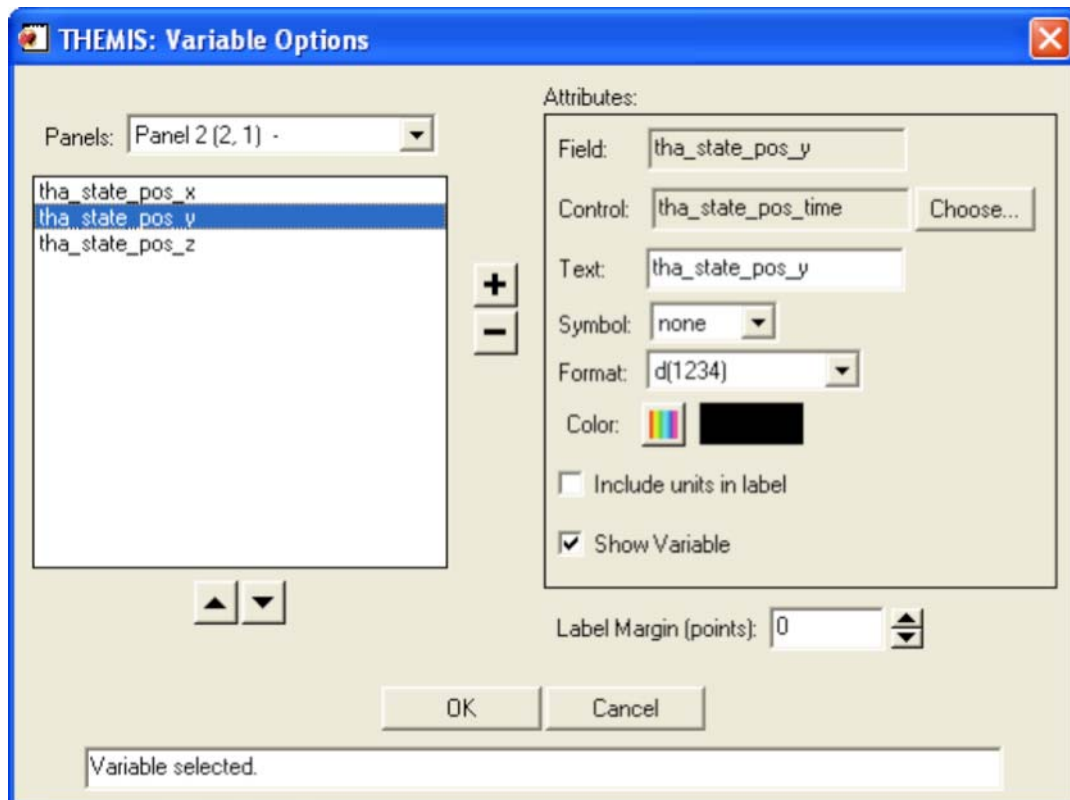 THEMIS: Variable Options
Panels: Panel 2 (2, 1) -
tha_state_pos_x
tha_state_pos_y
tha_state_pos_z
Attributes:
Field: tha_state_pos_y
Control: tha_state_pos_time Choose...
Text: tha_state_pos_y
Symbol: none
Format: d(1234)
Color:
Include units in label
Show Variable
Label Margin (points): 0
OK Cancel
Variable selected.